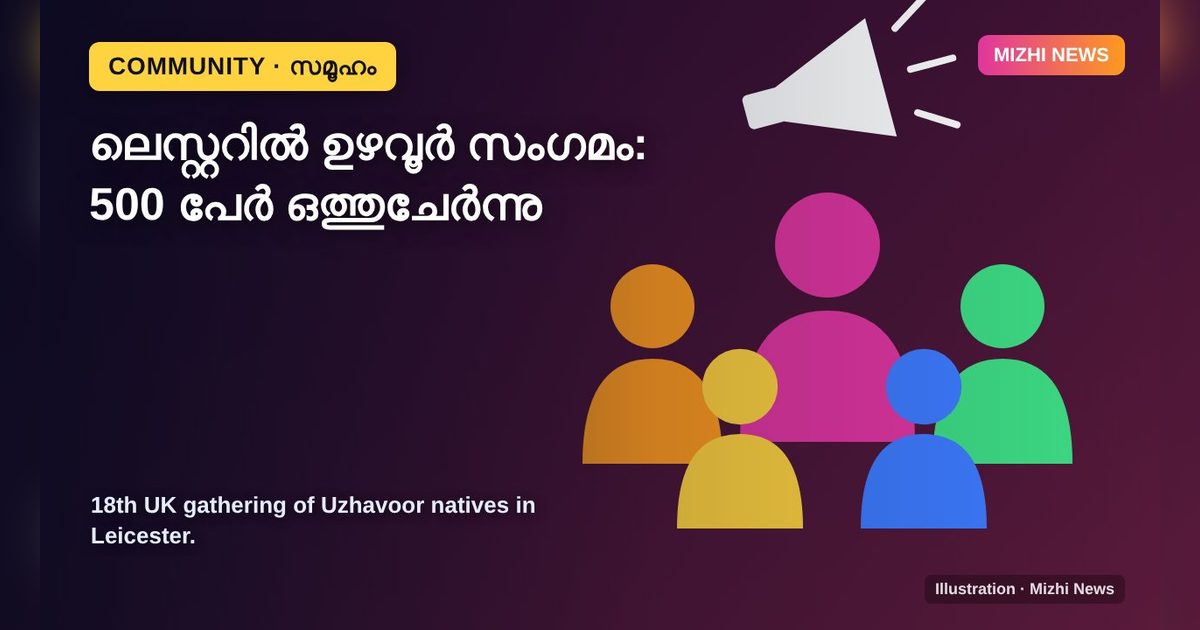 COMMUNITY · സമൂഹം
MIZHI NEWS
ലെസ്റ്ററിൽ ഉഴവൂർ സംഗമം:
500 പേർ ഒത്തുചേർന്നു
18th UK gathering of Uzhavoor natives in
Leicester.
Illustration · Mizhi News